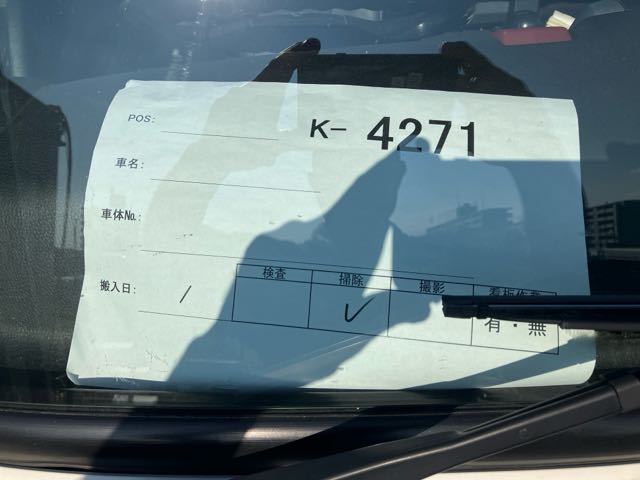 POS:
K- 4271
車名:
車体No.:
搬入日: /
検査 掃除 撮影
✓
有・無